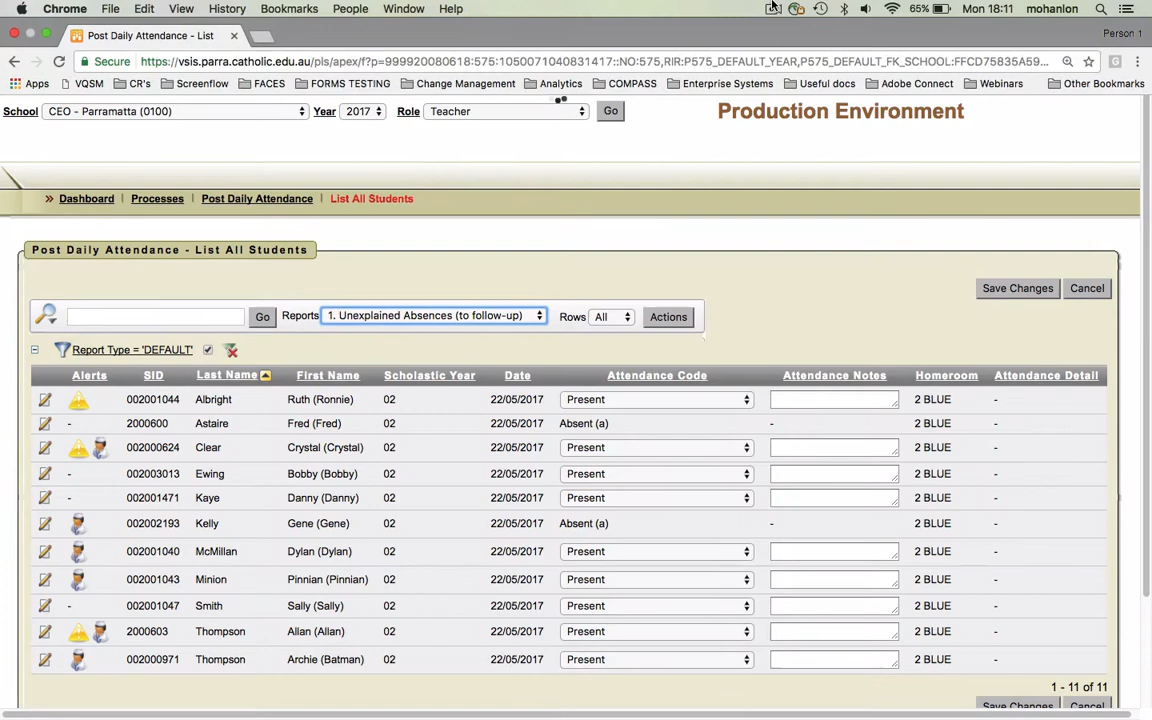 Chrome File Edit View History Bookmarks People Window Help 65% Mon 18:11 mohanlon
Post Daily Attendance - List Person 1
Secure https://vsis.parra.catholic.edu.au/pls/apex/f?p=999920080618:575:1050071040831417::NO:575,RIR:P575_DEFAULT_YEAR,P575_DEFAULT_FK_SCHOOL:FFCD75835A59...
Apps VQSM CR's Screenflow FACES FORMS TESTING Change Management Analytics COMPASS Enterprise Systems Useful docs Adobe Connect Webinars Other Bookmarks
School CEO - Parramatta (0100) Year 2017 Role Teacher Go Production Environment
» Dashboard | Processes | Post Daily Attendance | List All Students
Post Daily Attendance - List All Students
Save Changes Cancel
Go Reports 1. Unexplained Absences (to follow-up) Rows All Actions
Report Type = 'DEFAULT'
Alerts SID Last Name First Name Scholastic Year Date Attendance Code Attendance Notes Homeroom Attendance Detail
002001044 Albright Ruth (Ronnie) 02 22/05/2017 Present 2 BLUE -
- 2000600 Astaire Fred (Fred) 02 22/05/2017 Absent (a) - 2 BLUE -
002000624 Clear Crystal (Crystal) 02 22/05/2017 Present 2 BLUE -
- 002003013 Ewing Bobby (Bobby) 02 22/05/2017 Present 2 BLUE -
- 002001471 Kaye Danny (Danny) 02 22/05/2017 Present 2 BLUE -
002002193 Kelly Gene (Gene) 02 22/05/2017 Absent (a) - 2 BLUE -
002001040 McMillan Dylan (Dylan) 02 22/05/2017 Present 2 BLUE -
002001043 Minion Pinnian (Pinnian) 02 22/05/2017 Present 2 BLUE -
- 002001047 Smith Sally (Sally) 02 22/05/2017 Present 2 BLUE -
2000603 Thompson Allan (Allan) 02 22/05/2017 Present 2 BLUE -
002000971 Thompson Archie (Batman) 02 22/05/2017 Present 2 BLUE -
1 - 11 of 11
Save Changes Cancel